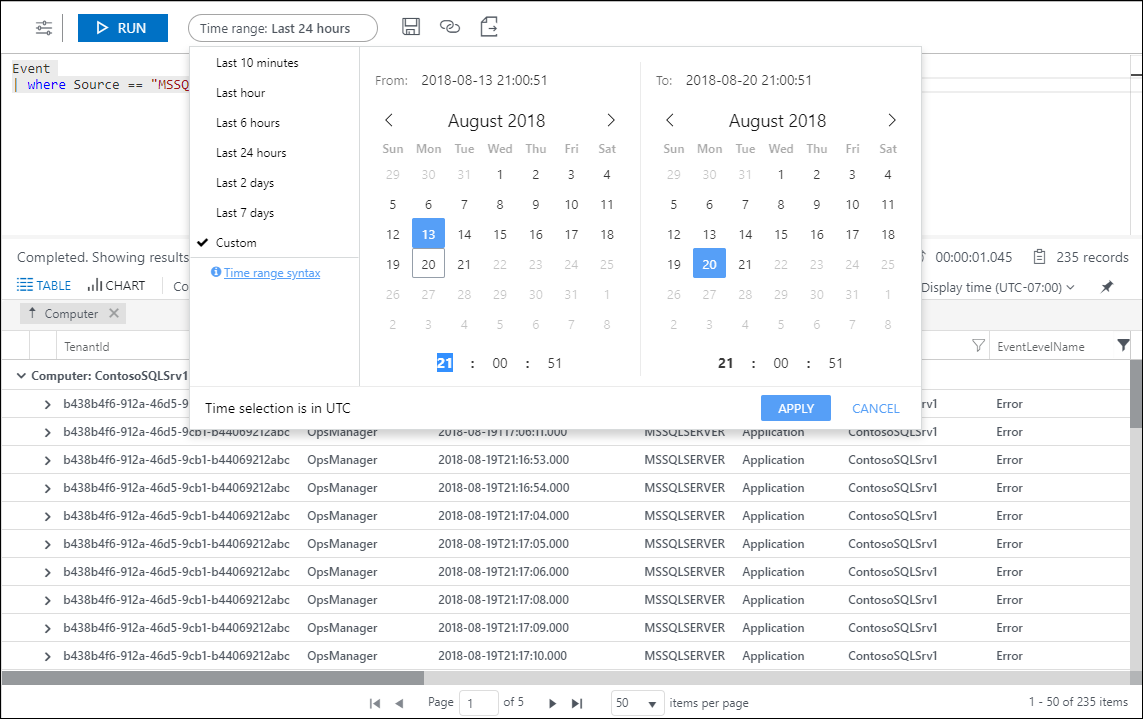 RUN
Time range: Last 24 hours
Event
| where Source == "MSSQ
Last 10 minutes
Last hour
Last 6 hours
Last 24 hours
Last 2 days
Last 7 days
Custom
Time range syntax
From: 2018-08-13 21:00:51
August 2018
Sun Mon Tue Wed Thu Fri Sat
29 30 31 1 2 3 4
5 6 7 8 9 10 11
12 13 14 15 16 17 18
19 20 21 22 23 24 25
26 27 28 29 30 31 1
2 3 4 5 6 7 8
21 : 00 : 51
To: 2018-08-20 21:00:51
August 2018
Sun Mon Tue Wed Thu Fri Sat
29 30 31 1 2 3 4
5 6 7 8 9 10 11
12 13 14 15 16 17 18
19 20 21 22 23 24 25
26 27 28 29 30 31 1
2 3 4 5 6 7 8
21 : 00 : 51
Time selection is in UTC
APPLY CANCEL
Completed. Showing results
00:00:01.045 235 records
TABLE CHART Co
Display time (UTC-07:00)
Computer
TenantId EventLevelName
Computer: ContosoSQLSrv1
b438b4f6-912a-46d5-9 rv1 Error
b438b4f6-912a-46d5-9cb1-b44069212abc OpsManager 2018-08-19T17:06:11.000 MSSQLSERVER Application ContosoSQLSrv1 Error
b438b4f6-912a-46d5-9cb1-b44069212abc OpsManager 2018-08-19T21:16:53.000 MSSQLSERVER Application ContosoSQLSrv1 Error
b438b4f6-912a-46d5-9cb1-b44069212abc OpsManager 2018-08-19T21:16:54.000 MSSQLSERVER Application ContosoSQLSrv1 Error
b438b4f6-912a-46d5-9cb1-b44069212abc OpsManager 2018-08-19T21:17:04.000 MSSQLSERVER Application ContosoSQLSrv1 Error
b438b4f6-912a-46d5-9cb1-b44069212abc OpsManager 2018-08-19T21:17:05.000 MSSQLSERVER Application ContosoSQLSrv1 Error
b438b4f6-912a-46d5-9cb1-b44069212abc OpsManager 2018-08-19T21:17:06.000 MSSQLSERVER Application ContosoSQLSrv1 Error
b438b4f6-912a-46d5-9cb1-b44069212abc OpsManager 2018-08-19T21:17:08.000 MSSQLSERVER Application ContosoSQLSrv1 Error
b438b4f6-912a-46d5-9cb1-b44069212abc OpsManager 2018-08-19T21:17:09.000 MSSQLSERVER Application ContosoSQLSrv1 Error
b438b4f6-912a-46d5-9cb1-b44069212abc OpsManager 2018-08-19T21:17:10.000 MSSQLSERVER Application ContosoSQLSrv1 Error
Page 1 of 5 50 items per page 1 - 50 of 235 items